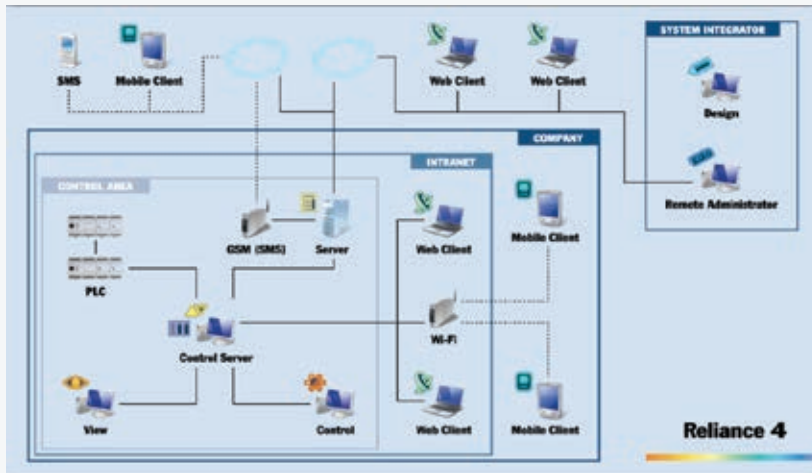 SYSTEM INTEGRATOR
SMS
Mobile Client
Web Client
Web Client
Design
COMPANY
INTRANET
Remote Administrator
CONTROL AREA
GSM (SMS)
Server
Web Client
Mobile Client
PLC
Control Server
Wi-Fi
View
Control
Web Client
Mobile Client
Reliance 4